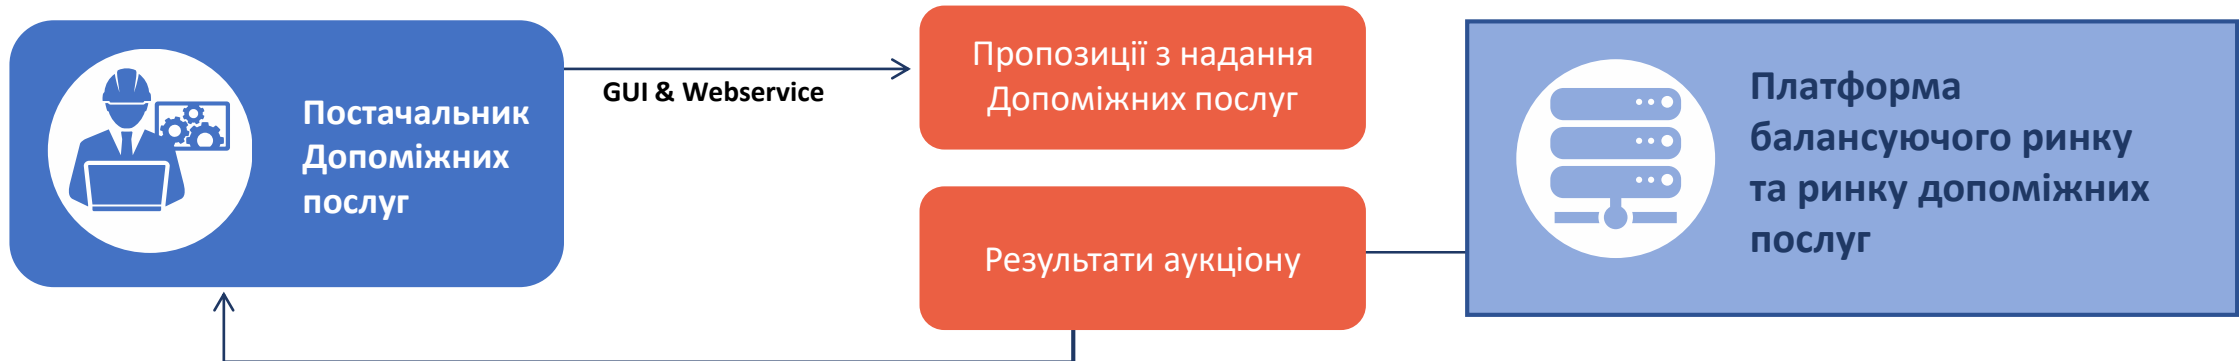 Постачальник
Допоміжних
послуг
GUI & Webservice
Пропозиції з надання
Допоміжних послуг
Результати аукціону
Платформа
балансуючого ринку
та ринку допоміжних
послуг